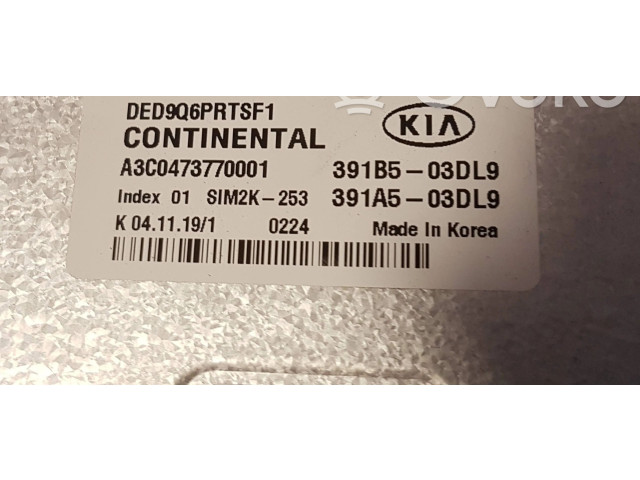 DED9Q6PRTSF1
CONTINENTAL KIA
A3C0473770001 391B5-03DL9
Index 01 SIM2K-253 391A5-03DL9
K 04.11.19/1 0224 Made In Korea